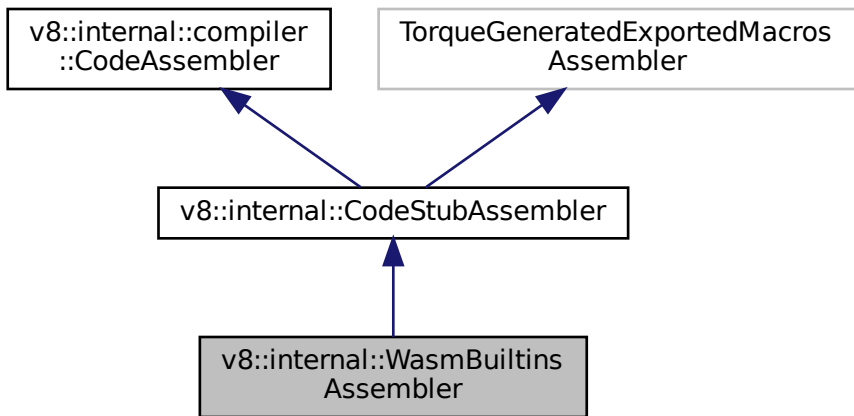 v8::internal::compiler
::CodeAssembler
TorqueGeneratedExportedMacros
Assembler
v8::internal::CodeStubAssembler
v8::internal::WasmBuiltins
Assembler